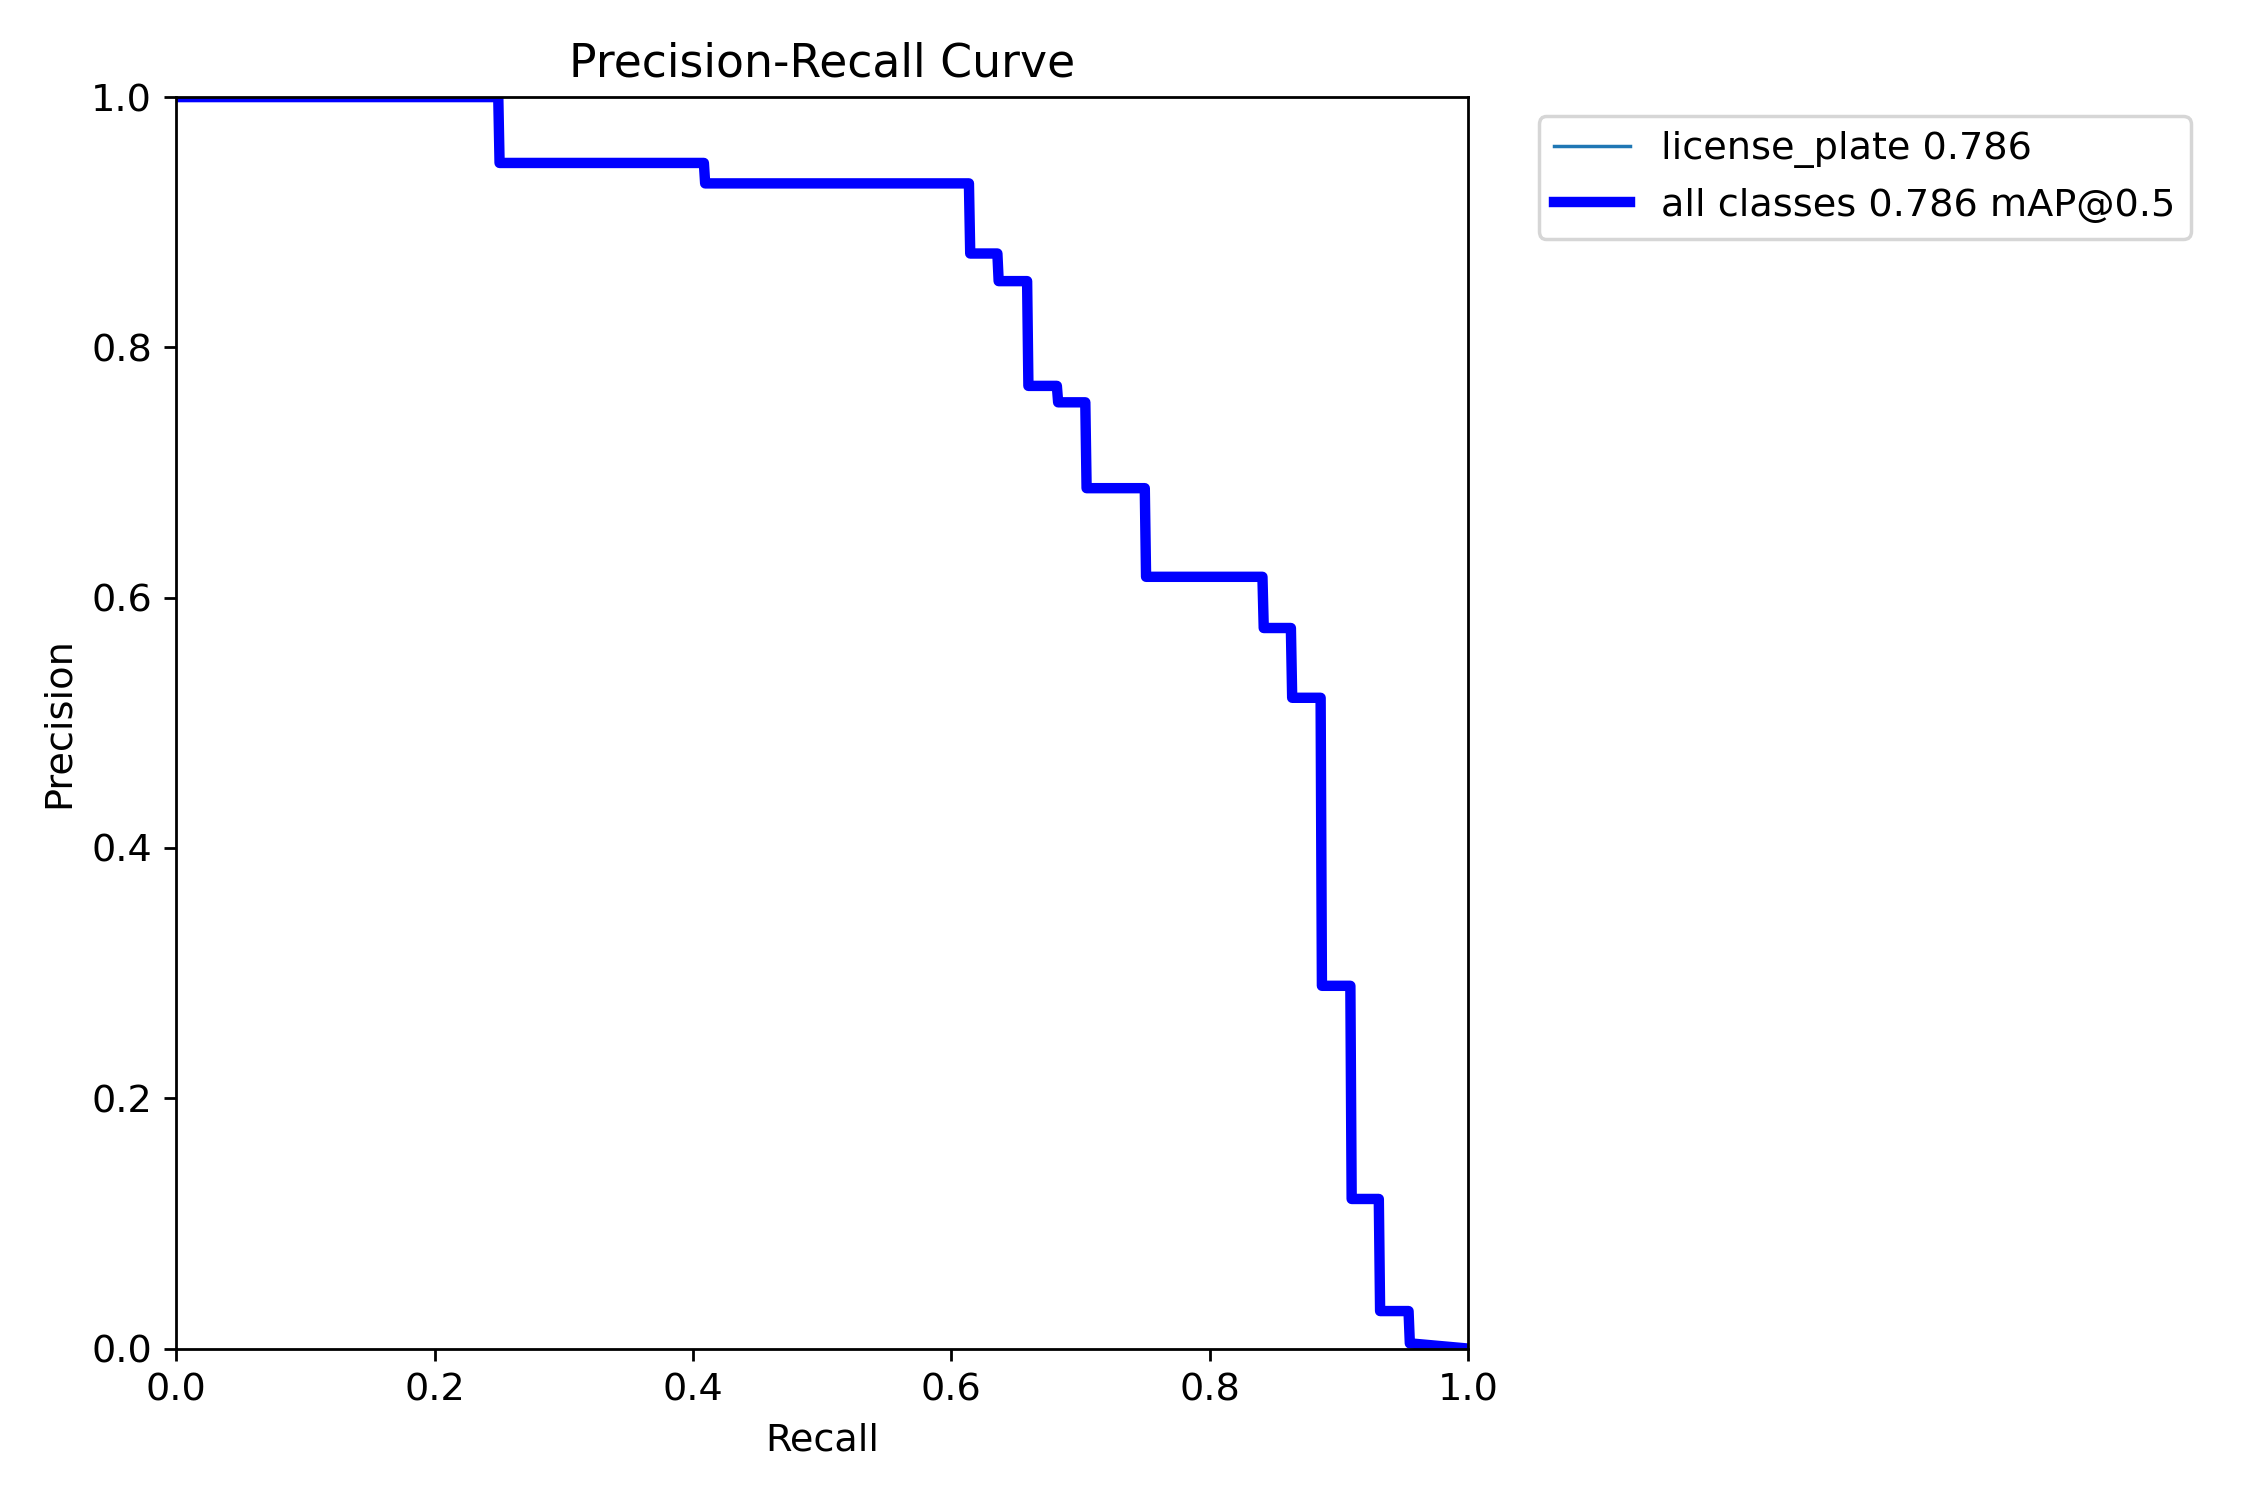 Precision-Recall Curve
1.0
0.8
0.6
0.4
0.2
0.0
Precision
0.0 0.2 0.4 0.6 0.8 1.0
Recall
license_plate 0.786
all classes 0.786 mAP@0.5